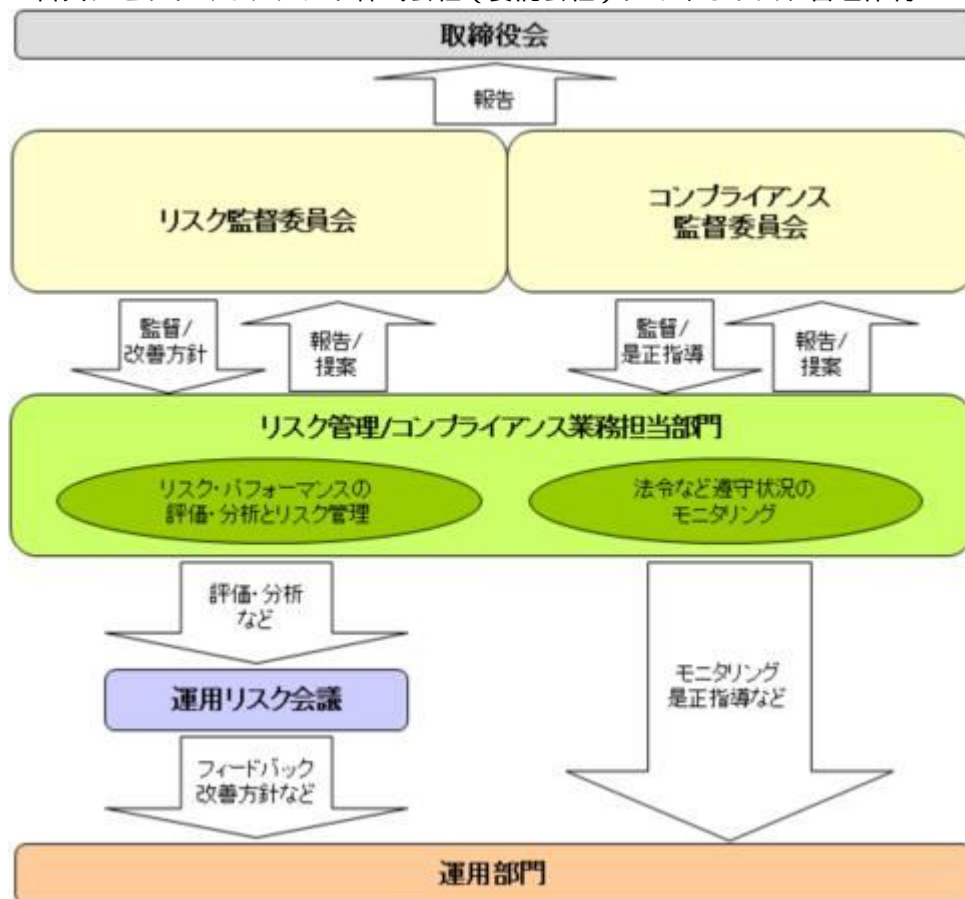 取締役会
報告
リスク監督委員会
コンプライアンス
監督委員会
監督/
改善方針
報告/
提案
監督/
是正指導
報告/
提案
リスク管理/コンプライアンス業務担当部門
リスク・パフォーマンスの
評価・分析とリスク管理
法令など遵守状況の
モニタリング
評価・分析
など
運用リスク会議
モニタリング
是正指導など
フィードバック
改善方針など
運用部門